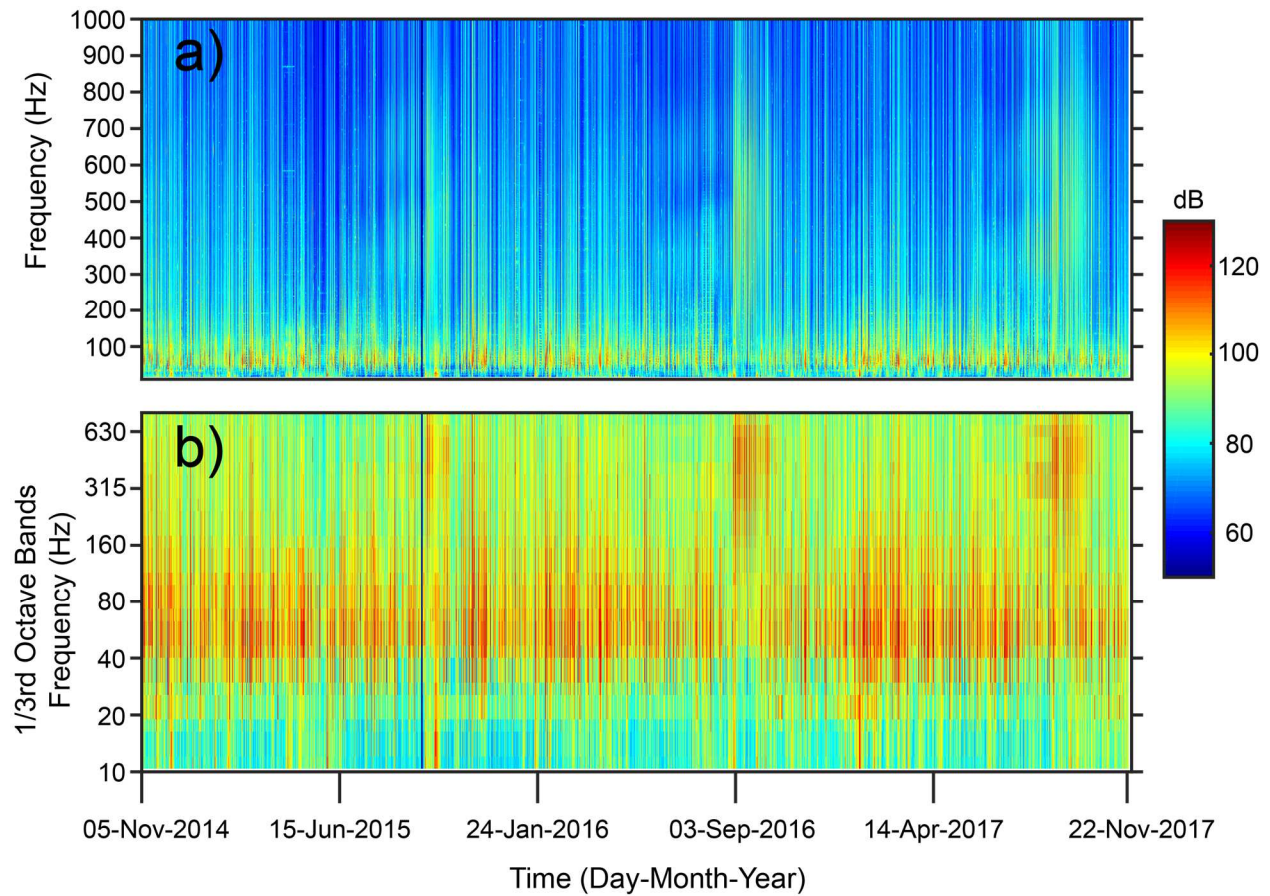 a)
1000
900
800
700
600
500
400
300
200
100
Frequency (Hz)
dB
120
100
80
60
b)
630
315
160
80
40
20
10
1/3rd Octave Bands
Frequency (Hz)
05-Nov-2014 15-Jun-2015 24-Jan-2016 03-Sep-2016 14-Apr-2017 22-Nov-2017
Time (Day-Month-Year)